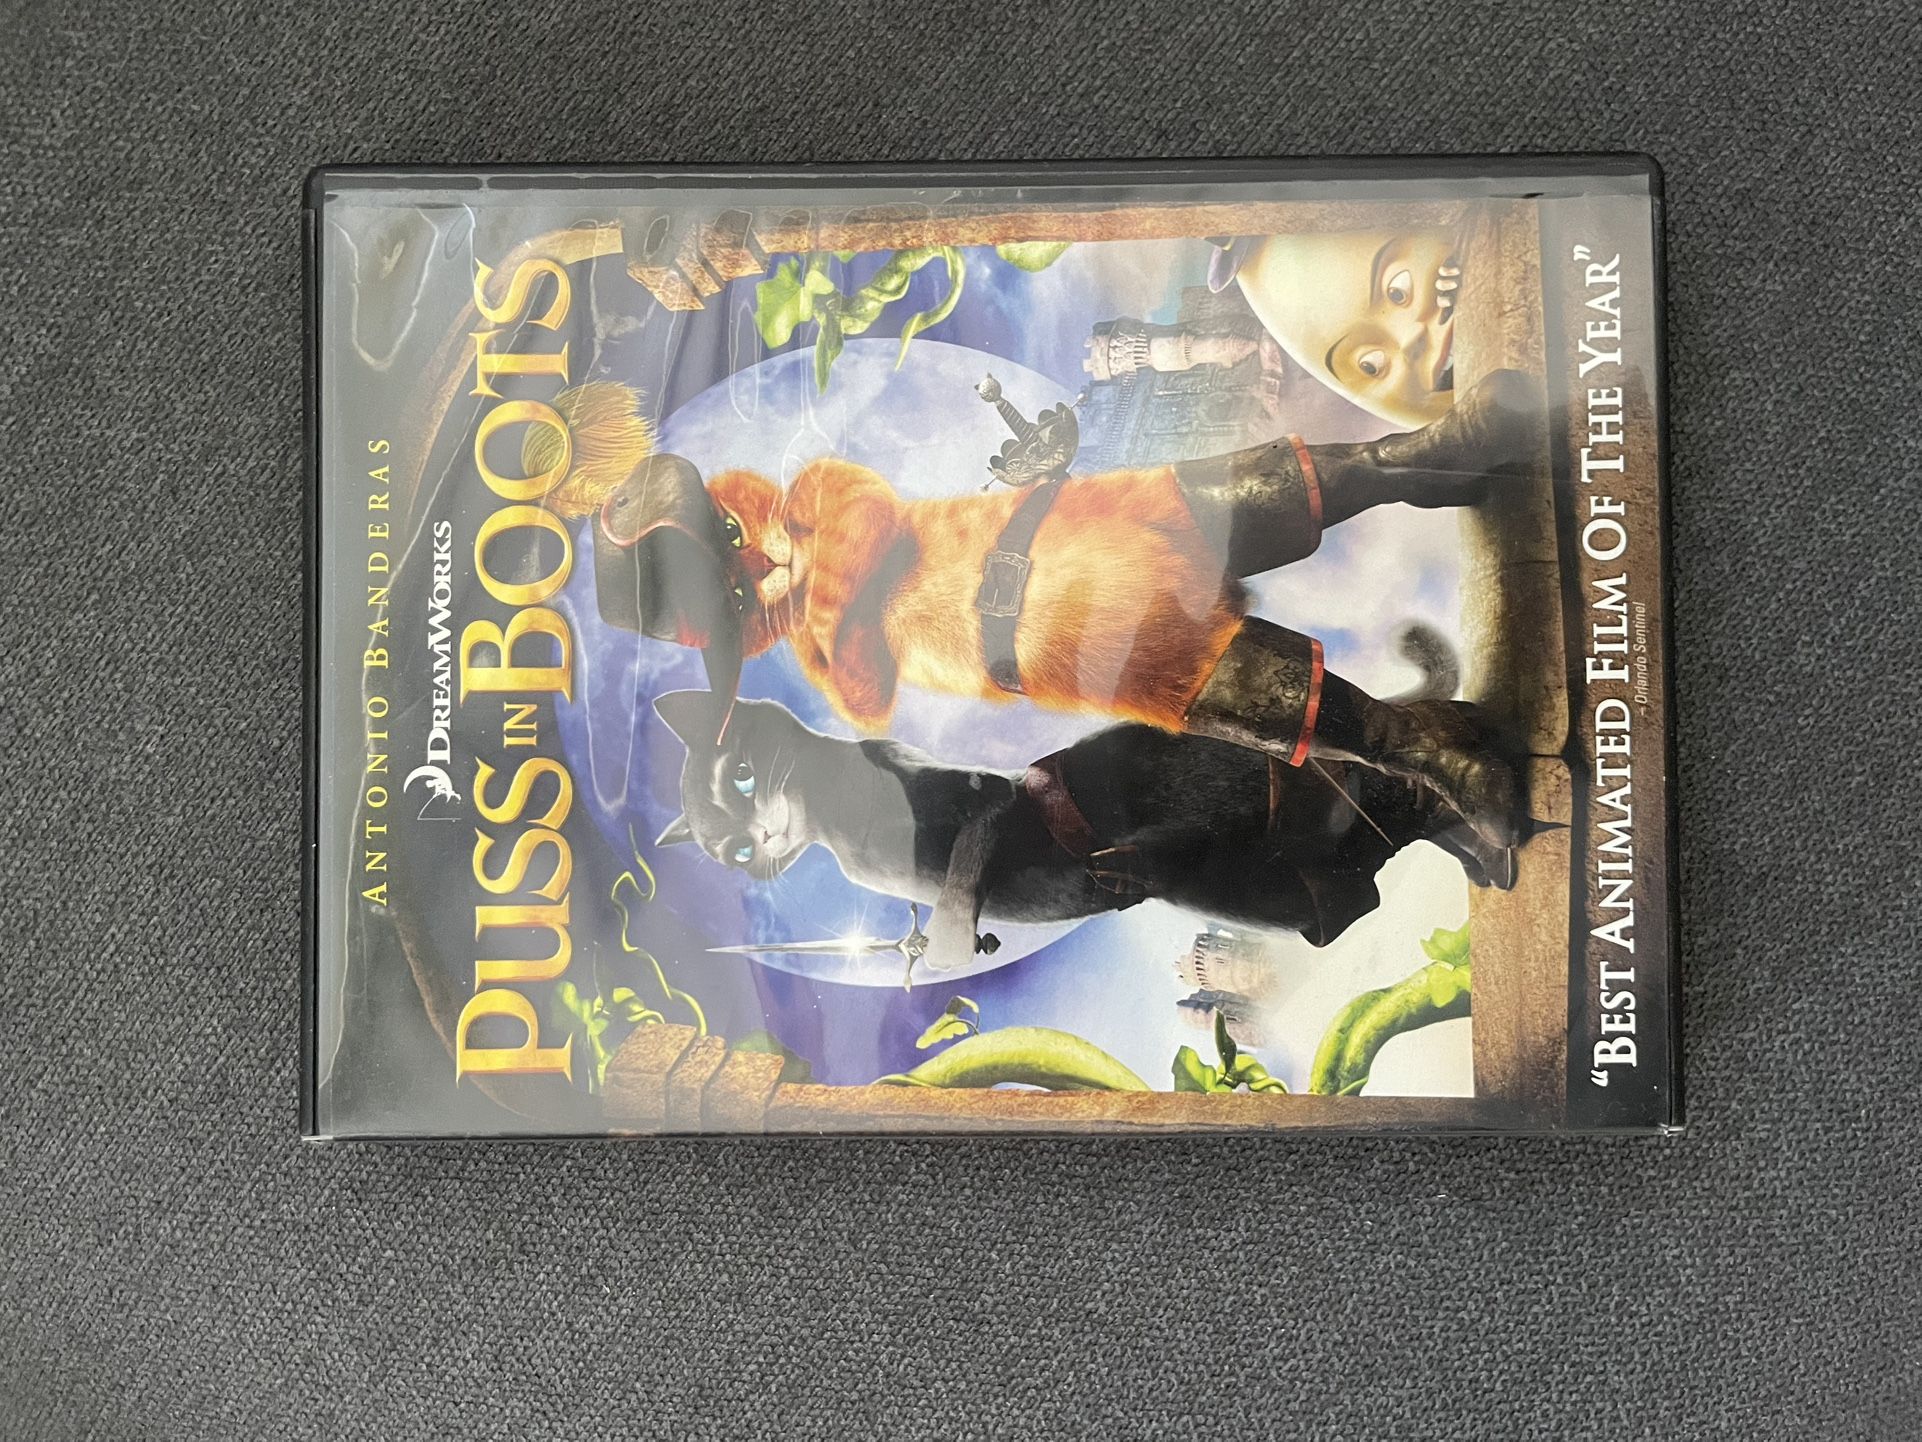 ANTONIO BANDERAS
DREAMWORKS
PUSS IN BOOTS
"BEST ANIMATED FILM OF THE YEAR"
– Orlando Sentinel